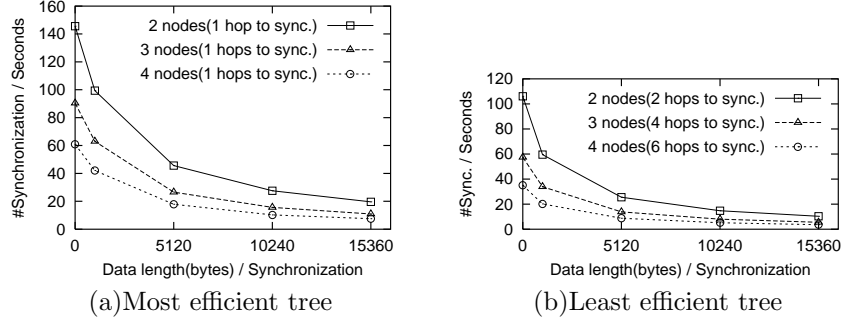 160
140
120
100
80
60
40
20
0
#Synchronization / Seconds
2 nodes(1 hop to sync.)
3 nodes(1 hops to sync.)
4 nodes(1 hops to sync.)
0 5120 10240 15360
Data length(bytes) / Synchronization
(a)Most efficient tree
120
100
80
60
40
20
0
#Sync. / Seconds
2 nodes(2 hops to sync.)
3 nodes(4 hops to sync.)
4 nodes(6 hops to sync.)
0 5120 10240 15360
Data length(bytes) / Synchronization
(b)Least efficient tree